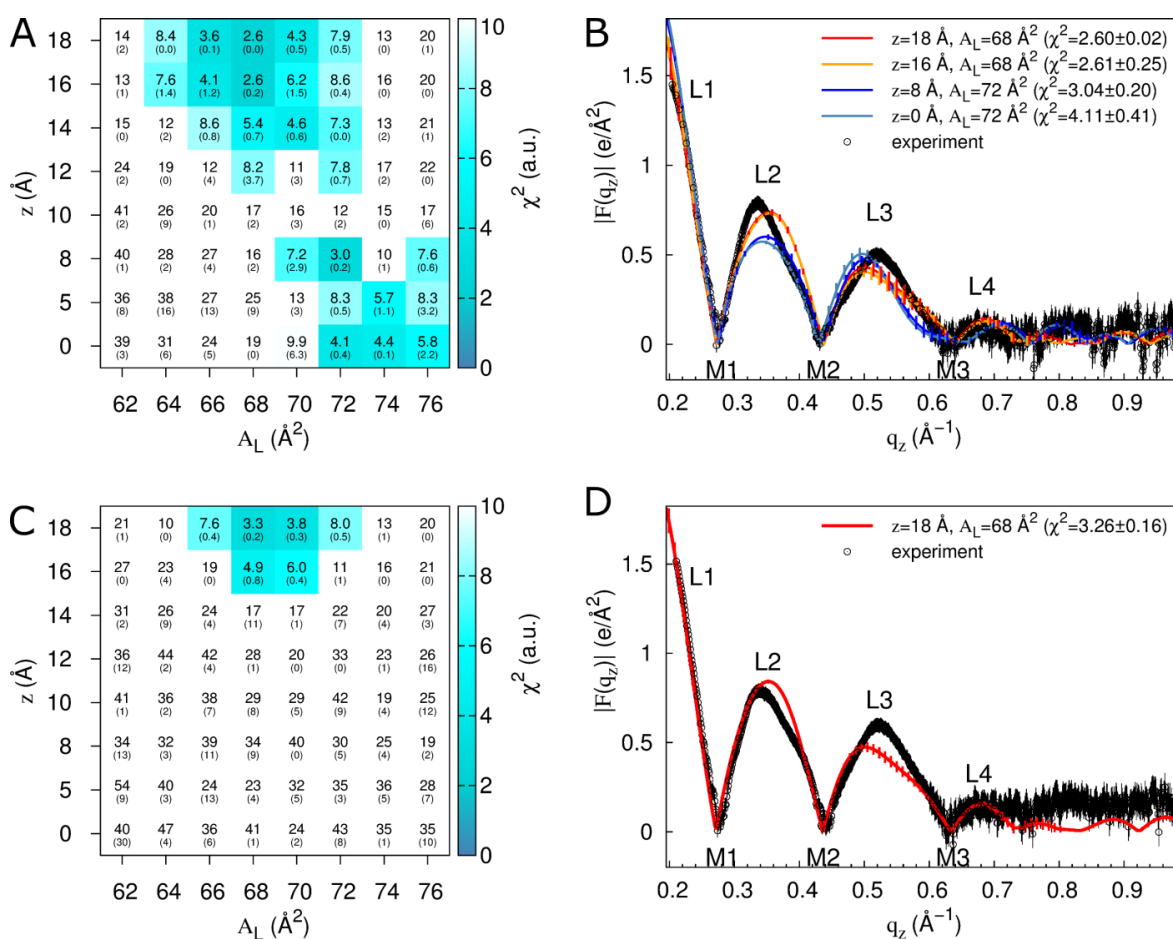 A
18 14 8.4 3.6 2.6 4.3 7.9 13 20
(2) (0.0) (0.1) (0.0) (0.5) (0.5) (0) (1)
16 13 7.6 4.1 2.6 6.2 8.6 16 20
(1) (1.4) (1.2) (0.2) (1.5) (0.4) (0) (0)
14 15 12 8.6 5.4 4.6 7.3 13 21
(0) (2) (0.8) (0.7) (0.6) (0.0) (2) (1)
12 24 19 12 8.2 11 7.8 17 22
(2) (0) (4) (3.7) (3) (0.7) (2) (0)
10 41 26 20 17 16 12 15 17
(2) (9) (1) (2) (3) (2) (0) (6)
8 40 28 27 16 7.2 3.0 10 7.6
(1) (2) (4) (2) (2.9) (0.2) (1) (0.6)
5 36 38 27 25 13 8.3 5.7 8.3
(8) (16) (13) (9) (3) (0.5) (1.1) (3.2)
0 39 31 24 19 9.9 4.1 4.4 5.8
(3) (6) (5) (0) (6.3) (0.4) (0.1) (2.2)
62 64 66 68 70 72 74 76
z (Å)
A_L (Å²)
10
8
6
4
2
0
χ² (a.u.)
B
z=18 Å, A_L=68 Å² (χ²=2.60±0.02)
z=16 Å, A_L=68 Å² (χ²=2.61±0.25)
z=8 Å, A_L=72 Å² (χ²=3.04±0.20)
z=0 Å, A_L=72 Å² (χ²=4.11±0.41)
experiment
L1
L2
L3
L4
M1 M2 M3
1.5
1
0.5
0
|F(q_z)| (e/Å²)
0.2 0.3 0.4 0.5 0.6 0.7 0.8 0.9
q_z (Å⁻¹)
C
18 21 10 7.6 3.3 3.8 8.0 13 20
(1) (0) (0.4) (0.2) (0.3) (0.5) (1) (0)
16 27 23 19 4.9 6.0 11 16 21
(0) (4) (0) (0.8) (0.4) (1) (0) (0)
14 31 26 24 17 17 22 20 27
(2) (9) (4) (11) (1) (7) (4) (3)
12 36 44 42 28 20 33 23 26
(12) (2) (4) (1) (0) (0) (1) (16)
10 41 36 38 29 29 42 19 25
(1) (2) (7) (8) (5) (9) (4) (12)
8 34 32 39 34 40 30 25 19
(13) (3) (11) (9) (0) (5) (4) (2)
5 54 40 24 23 32 35 36 28
(9) (3) (13) (4) (5) (3) (5) (7)
0 40 47 36 41 24 43 35 35
(30) (4) (6) (1) (2) (8) (1) (10)
62 64 66 68 70 72 74 76
z (Å)
A_L (Å²)
10
8
6
4
2
0
χ² (a.u.)
D
z=18 Å, A_L=68 Å² (χ²=3.26±0.16)
experiment
L1
L2
L3
L4
M1 M2 M3
1.5
1
0.5
0
|F(q_z)| (e/Å²)
0.2 0.3 0.4 0.5 0.6 0.7 0.8 0.9
q_z (Å⁻¹)